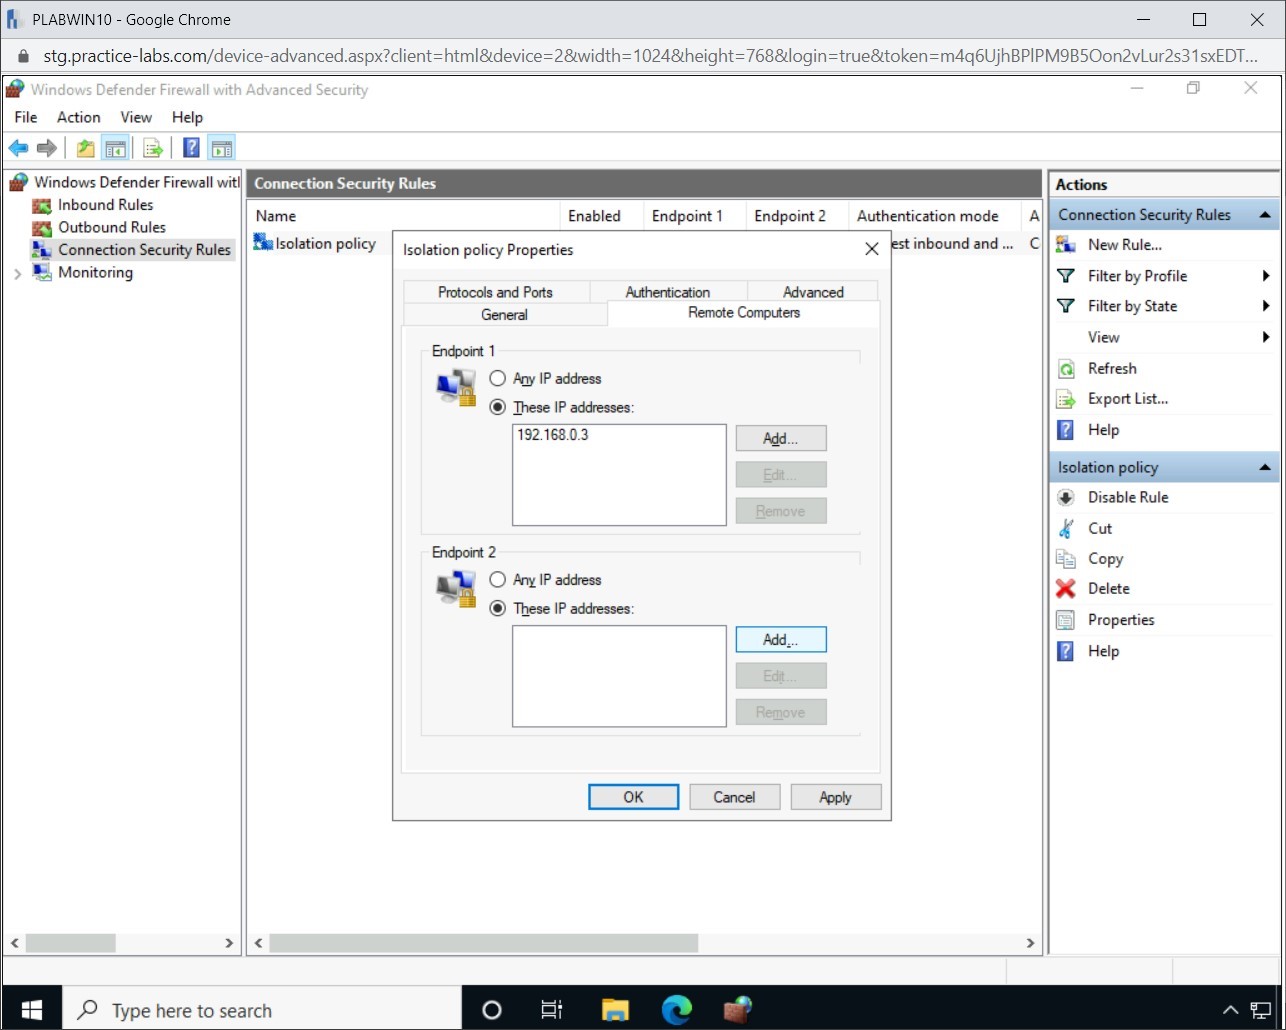 PLABWIN10 - Google Chrome
stg.practice-labs.com/device-advanced.aspx?client=html&device=2&width=1024&height=768&login=true&token=m4q6UjhBPlPM9B5Oon2vLur2s31sxEDT...
Windows Defender Firewall with Advanced Security
File Action View Help
Windows Defender Firewall witl
Inbound Rules
Outbound Rules
Connection Security Rules
Monitoring
Connection Security Rules
Name Enabled Endpoint 1 Endpoint 2 Authentication mode A
Isolation policy est inbound and ... C
Isolation policy Properties
Protocols and Ports Authentication Advanced
General Remote Computers
Endpoint 1
Any IP address
These IP addresses:
192.168.0.3
Add...
Edit...
Remove
Endpoint 2
Any IP address
These IP addresses:
Add...
Edit...
Remove
OK Cancel Apply
Actions
Connection Security Rules
New Rule...
Filter by Profile
Filter by State
View
Refresh
Export List...
Help
Isolation policy
Disable Rule
Cut
Copy
Delete
Properties
Help
Type here to search